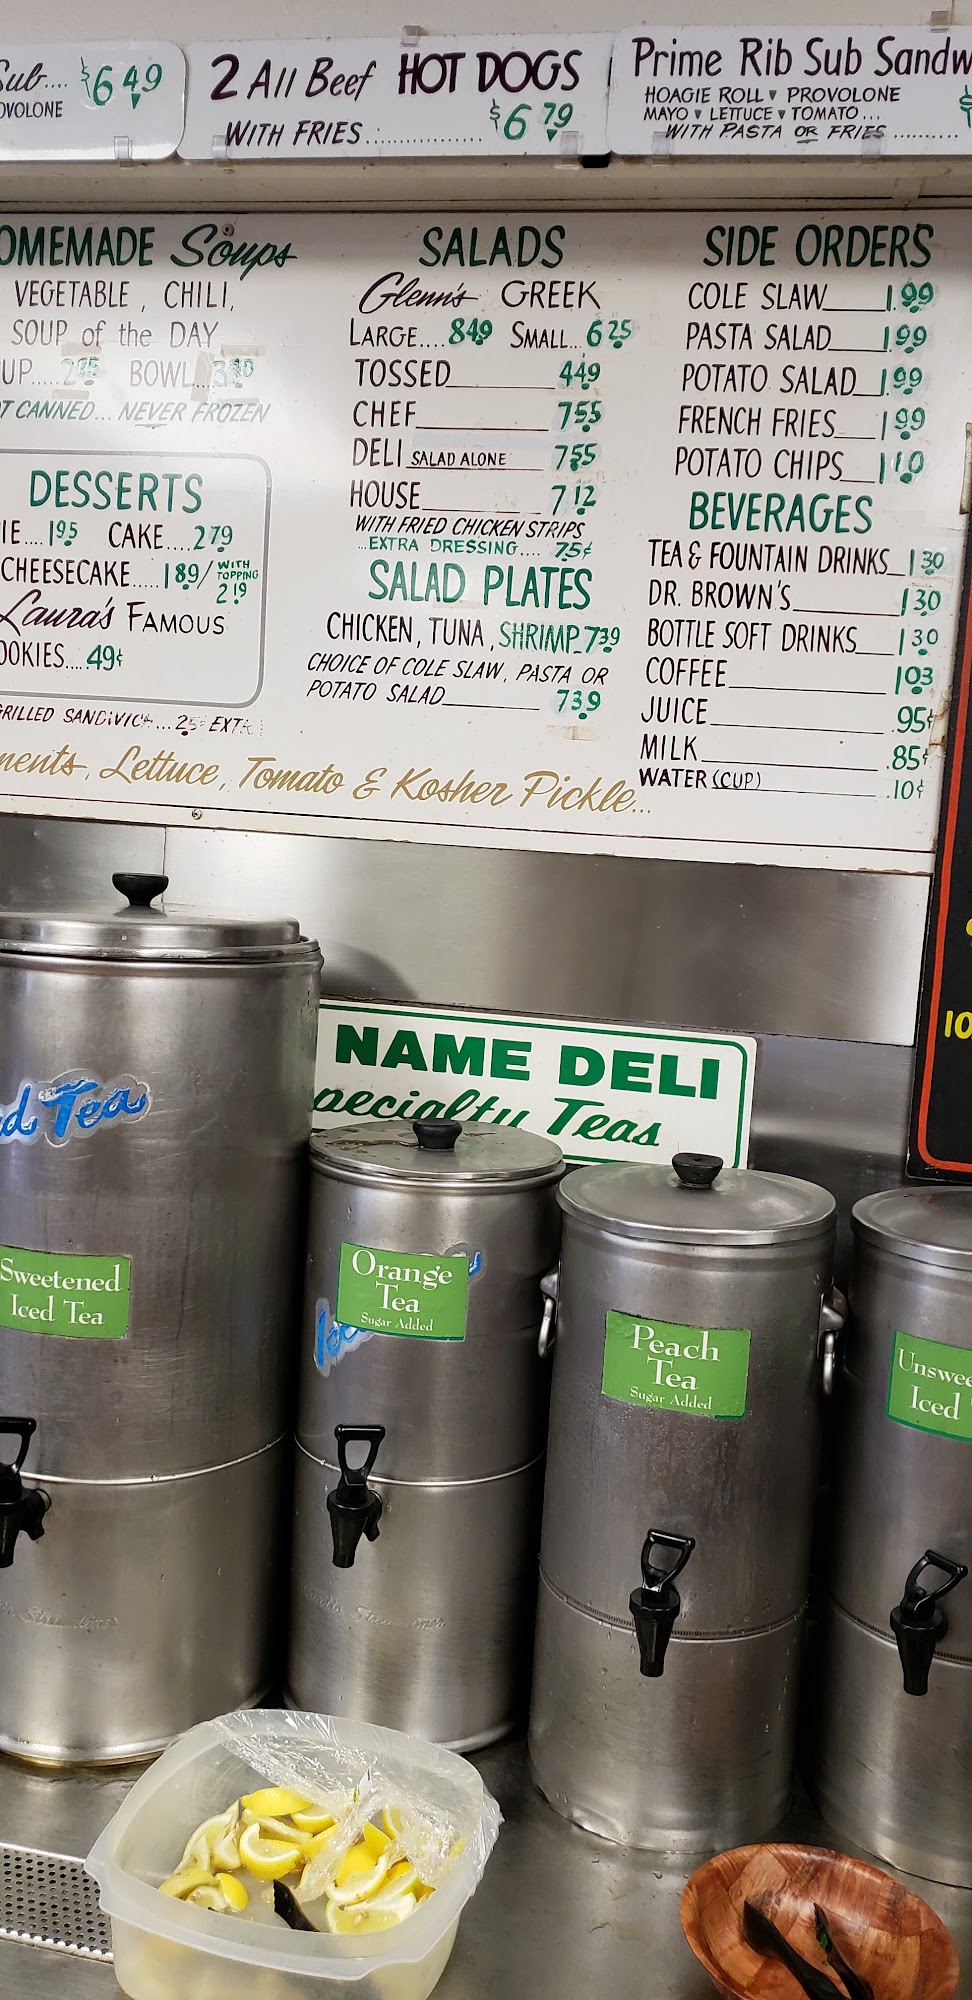 Sub.... $6 49
OVOLONE
2 All Beef HOT DOGS
WITH FRIES............... $6 79
Prime Rib Sub Sandw
HOAGIE ROLL ▾ PROVOLONE
MAYO ▾ LETTUCE ▾ TOMATO...
WITH PASTA OR FRIES..........
OMEMADE Soups
VEGETABLE, CHILI,
SOUP of the DAY
UP..... BOWL...
T CANNED... NEVER FROZEN
DESSERTS
IE.... 1 95 CAKE.... 2 79
CHEESECAKE..... 1 89/ WITH TOPPING 2 19
Laura's FAMOUS
OOKIES.... 49¢
GRILLED SANDWICH... 25¢ EXTRA
SALADS
Glenn's GREEK
LARGE.... 8 49 SMALL... 6 25
TOSSED 4 49
CHEF 7 55
DELI SALAD ALONE 7 55
HOUSE 7 12
WITH FRIED CHICKEN STRIPS
...EXTRA DRESSING.... 75¢
SALAD PLATES
CHICKEN, TUNA, SHRIMP 7 39
CHOICE OF COLE SLAW, PASTA OR
POTATO SALAD 7 39
SIDE ORDERS
COLE SLAW 1 99
PASTA SALAD 1 99
POTATO SALAD 1 99
FRENCH FRIES 1 99
POTATO CHIPS 1 10
BEVERAGES
TEA & FOUNTAIN DRINKS 1 30
DR. BROWN'S 1 30
BOTTLE SOFT DRINKS 1 30
COFFEE 1 03
JUICE .95¢
MILK .85¢
WATER (CUP) .10¢
ments, Lettuce, Tomato & Kosher Pickle...
10
NAME DELI
pecialty Teas
d Tea
Sweetened
Iced Tea
Orange
Tea
Sugar Added
Peach
Tea
Sugar Added
Unswee
Iced